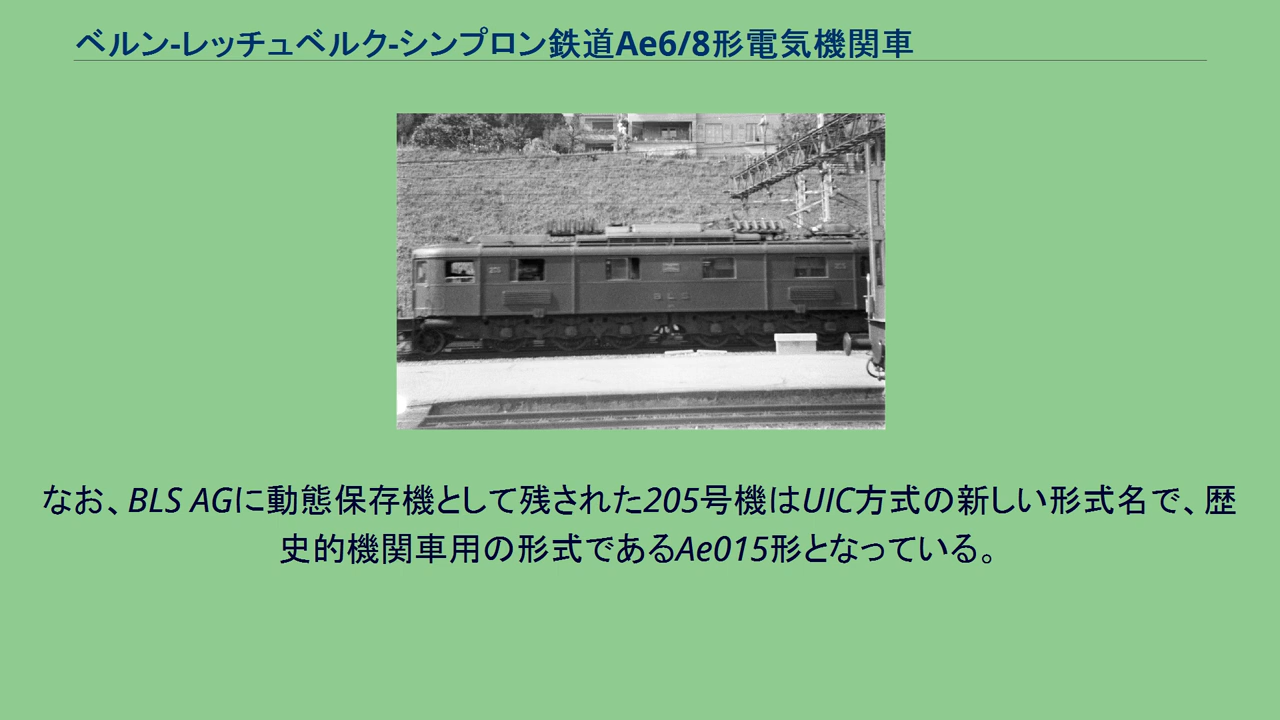 ベルン-レッチュベルク-シンプロン鉄道Ae6/8形電気機関車
なお、BLS AGに動態保存機として残された205号機はUIC方式の新しい形式名で、歴
史的機関車用の形式であるAe015形となっている。